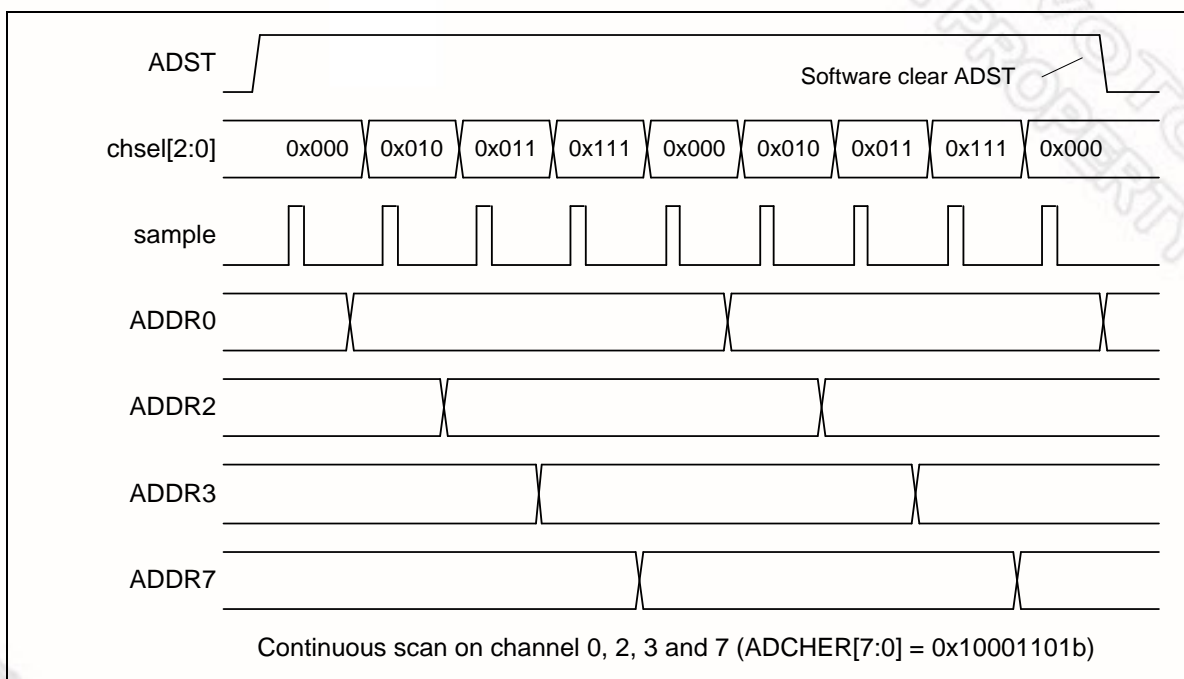 ADST
Software clear ADST
chsel[2:0] 0x000 0x010 0x011 0x111 0x000 0x010 0x011 0x111 0x000
sample
ADDR0
ADDR2
ADDR3
ADDR7
Continuous scan on channel 0, 2, 3 and 7 (ADCHER[7:0] = 0x10001101b)